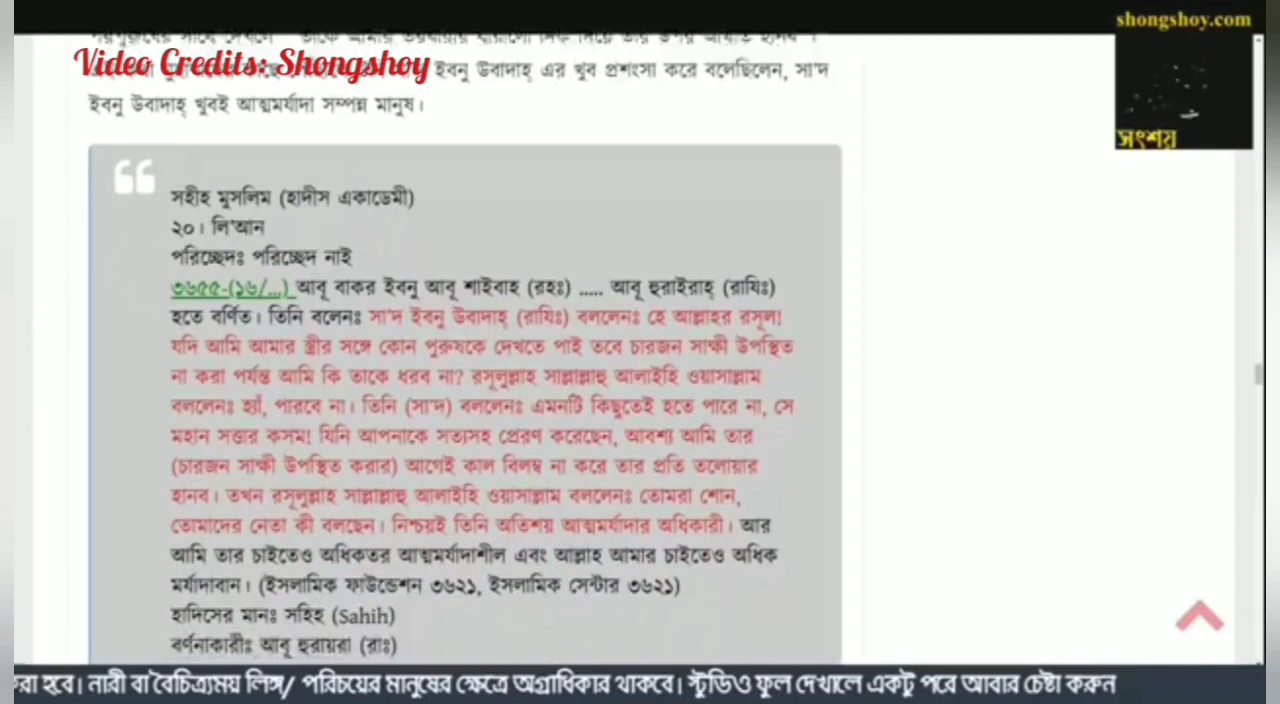 shongshoy.com
Video Credits: Shongshoy
ইবনু উবাদাহ্ এর খুব প্রশংসা করে বলেছিলেন, সা'দ
ইবনু উবাদাহ্ খুবই আত্মমর্যাদা সম্পন্ন মানুষ।
সংশয়
সহীহ মুসলিম (হাদীস একাডেমী)
২০। লি'আন
পরিচ্ছেদঃ পরিচ্ছেদ নাই
৩৬৫৫-(১৬/...) আবূ বাকর ইবনু আবূ শাইবাহ (রহঃ) ..... আবূ হুরাইরাহ্ (রাযিঃ)
হতে বর্ণিত। তিনি বলেনঃ সা'দ ইবনু উবাদাহ্ (রাযিঃ) বললেনঃ হে আল্লাহর রসূল!
যদি আমি আমার স্ত্রীর সঙ্গে কোন পুরুষকে দেখতে পাই তবে চারজন সাক্ষী উপস্থিত
না করা পর্যন্ত আমি কি তাকে ধরব না? রসূলুল্লাহ সাল্লাল্লাহু আলাইহি ওয়াসাল্লাম
বললেনঃ হ্যাঁ, পারবে না। তিনি (সা'দ) বললেনঃ এমনটি কিছুতেই হতে পারে না, সে
মহান সত্তার কসম! যিনি আপনাকে সত্যসহ প্রেরণ করেছেন, আবশ্য আমি তার
(চারজন সাক্ষী উপস্থিত করার) আগেই কাল বিলম্ব না করে তার প্রতি তলোয়ার
হানব। তখন রসূলুল্লাহ সাল্লাল্লাহু আলাইহি ওয়াসাল্লাম বললেনঃ তোমরা শোন,
তোমাদের নেতা কী বলছেন। নিশ্চয়ই তিনি অতিশয় আত্মমর্যাদার অধিকারী। আর
আমি তার চাইতেও অধিকতর আত্মমর্যাদাশীল এবং আল্লাহ আমার চাইতেও অধিক
মর্যাদাবান। (ইসলামিক ফাউন্ডেশন ৩৬২১, ইসলামিক সেন্টার ৩৬২১)
হাদিসের মানঃ সহিহ (Sahih)
বর্ণনাকারীঃ আবূ হুরায়রা (রাঃ)
করা হবে। নারী বা বৈচিত্র্যময় লিঙ্গ/ পরিচয়ের মানুষের ক্ষেত্রে অগ্রাধিকার থাকবে। স্টুডিও ফুল দেখালে একটু পরে আবার চেষ্টা করুন